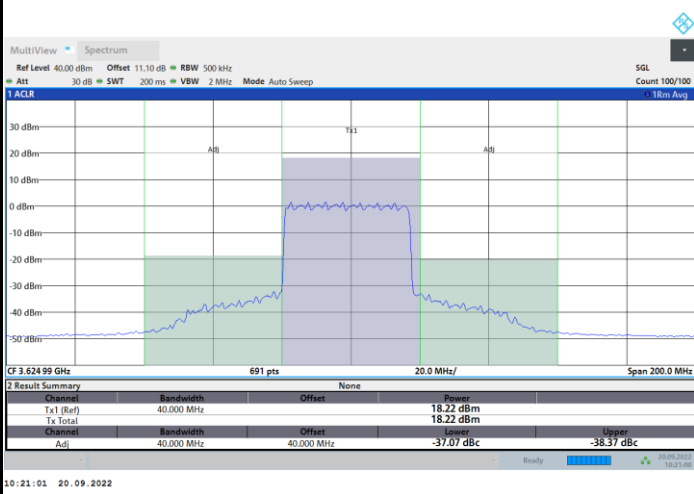 MultiView Spectrum
Ref Level 40.00 dBm Offset 11.10 dB RBW 500 kHz SGL
Att 30 dB SWT 200 ms VBW 2 MHz Mode Auto Sweep Count 100/100
1 ACLR 1Rm Avg
30 dBm
Tx1
20 dBm Adj Adj
10 dBm
0 dBm
-10 dBm
-20 dBm
-30 dBm
-40 dBm
-50 dBm
CF 3.624 99 GHz 691 pts 20.0 MHz/ Span 200.0 MHz
2 Result Summary None
Channel Bandwidth Offset Power
Tx1 (Ref) 40.000 MHz 18.22 dBm
Tx Total 18.22 dBm
Channel Bandwidth Offset Lower Upper
Adj 40.000 MHz 40.000 MHz -37.07 dBc -38.37 dBc
Ready 20.09.2022
10:21:00
10:21:01 20.09.2022